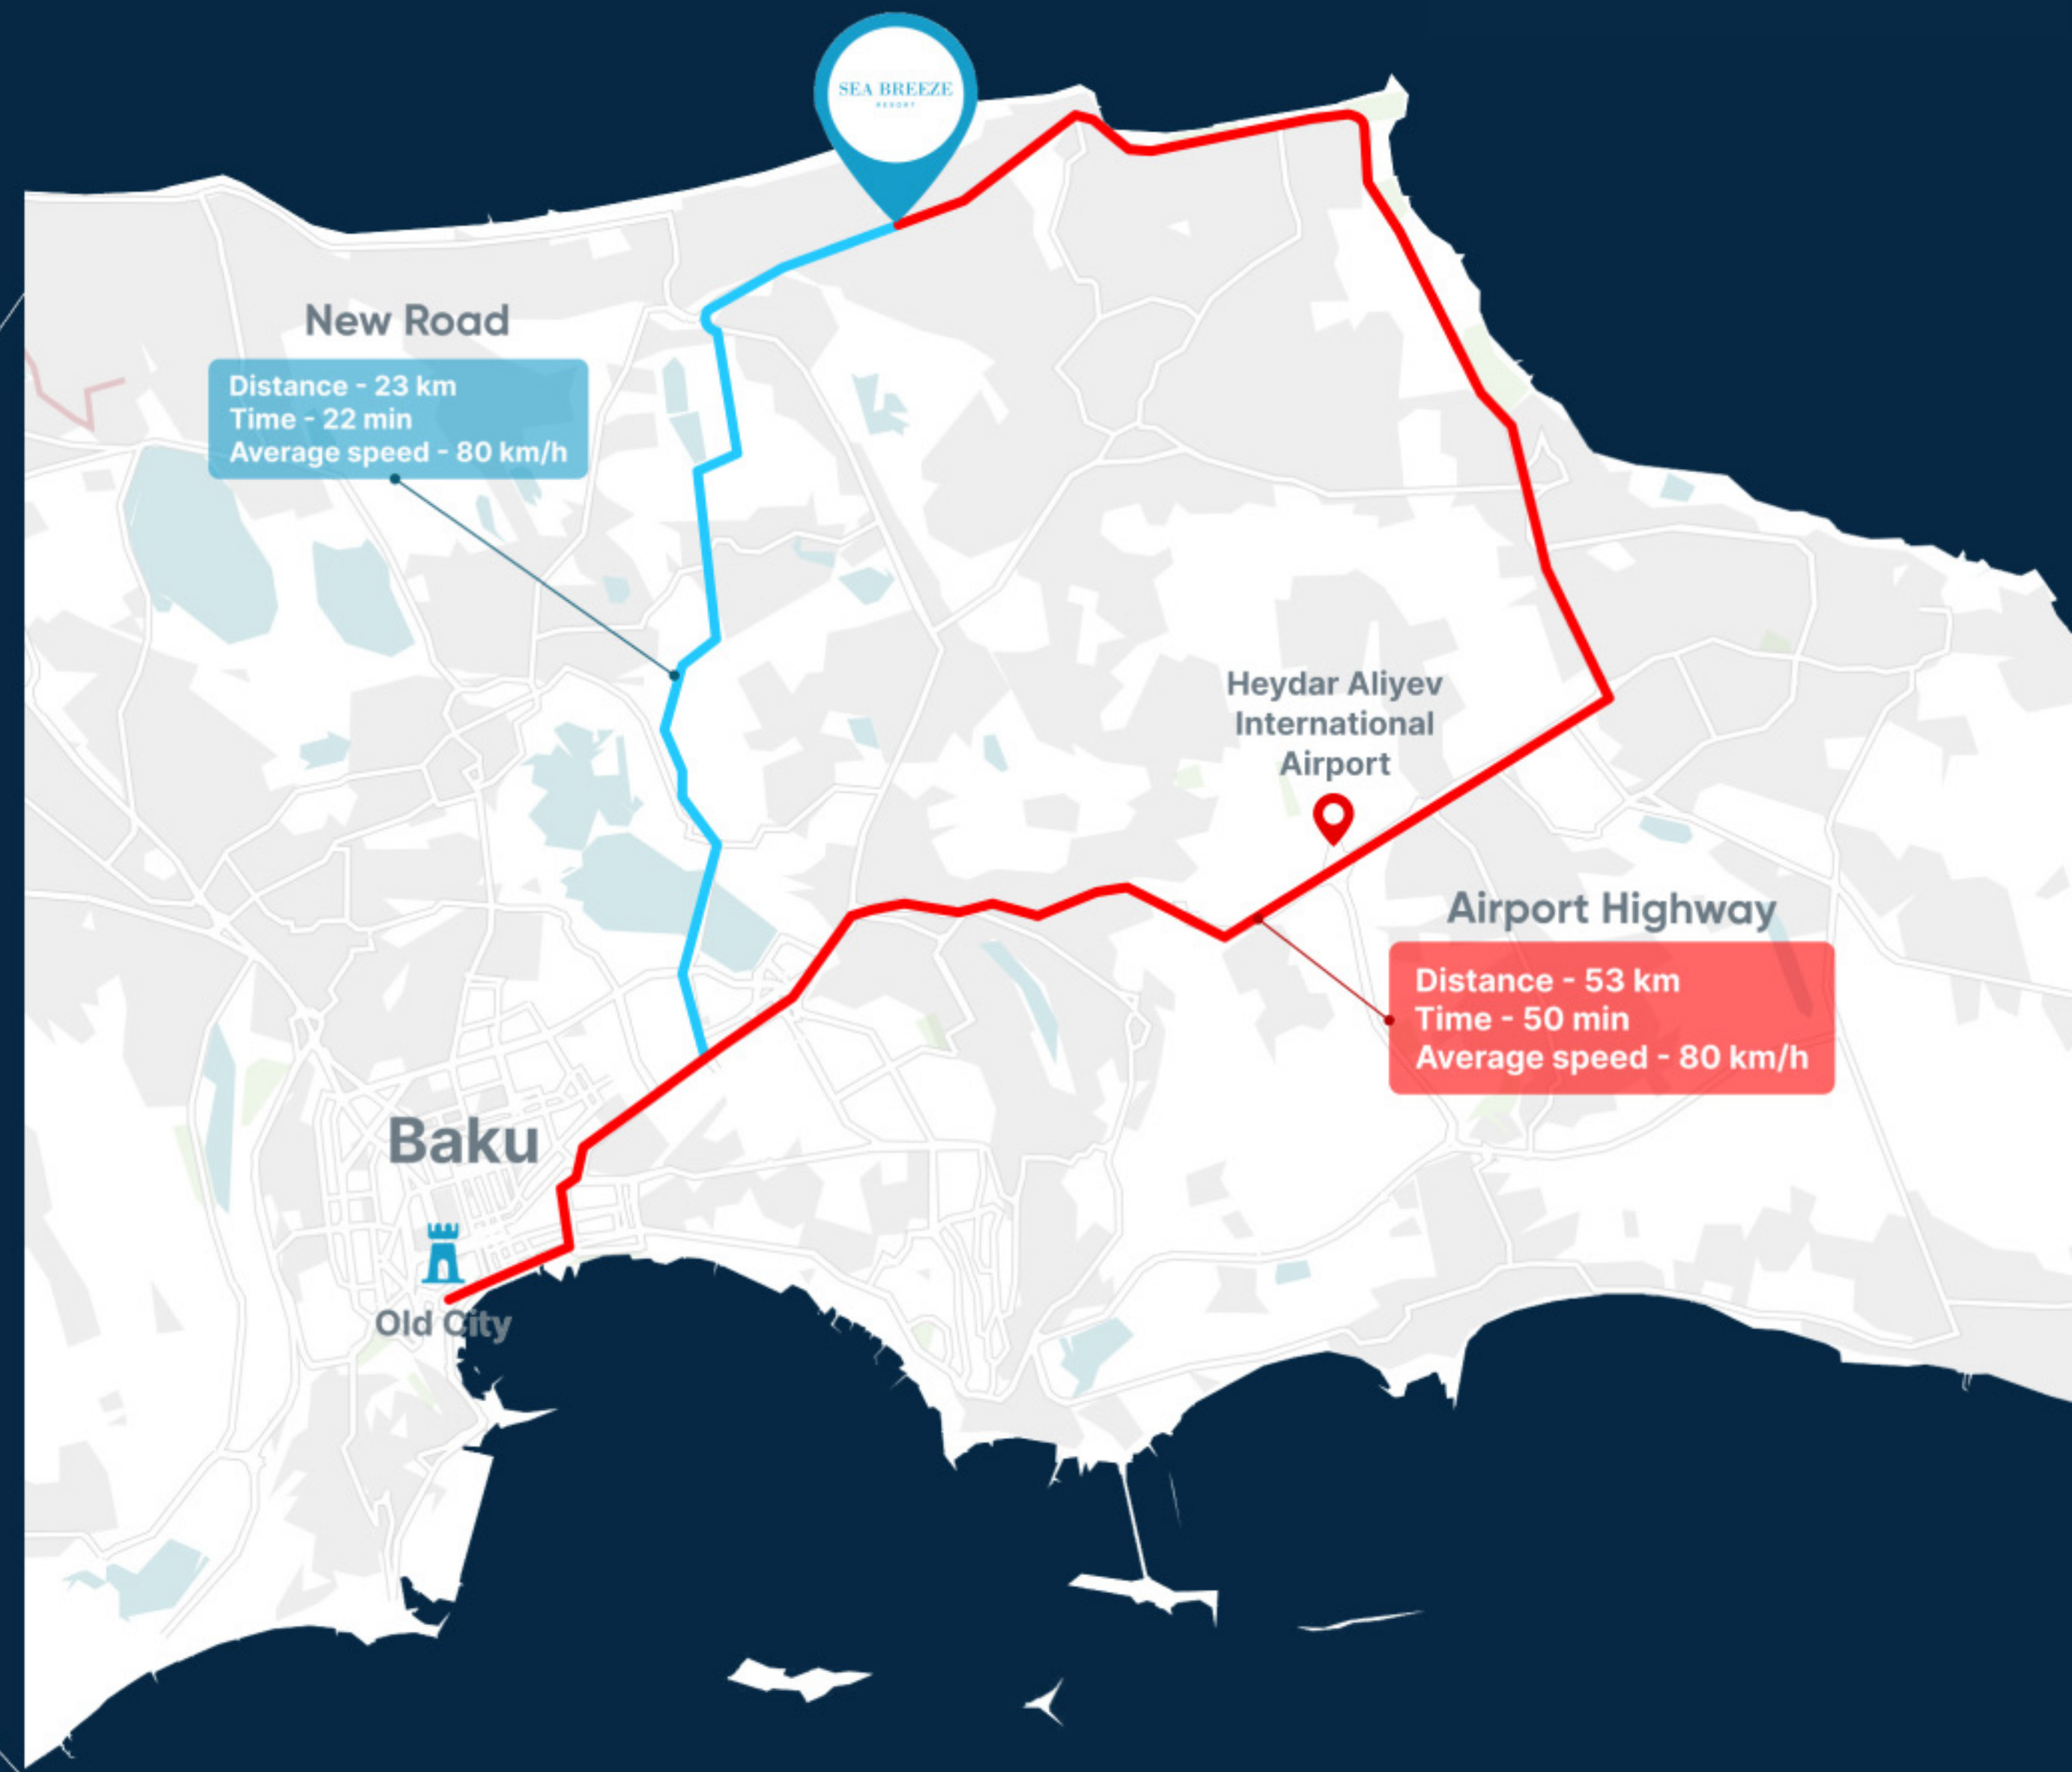 SEA BREEZE
RESORT
New Road
Distance - 23 km
Time - 22 min
Average speed - 80 km/h
Heydar Aliyev
International
Airport
Airport Highway
Distance - 53 km
Time - 50 min
Average speed - 80 km/h
Baku
Old City